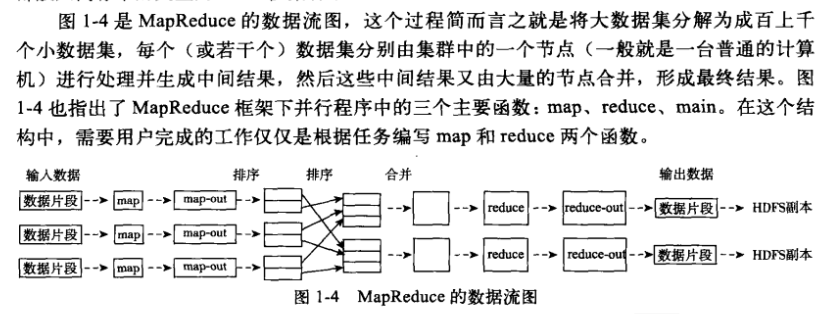 图 1-4 是 MapReduce 的数据流图，这个过程简而言之就是将大数据集分解为成百上千
个小数据集，每个（或若干个）数据集分别由集群中的一个节点（一般就是一台普通的计算
机）进行处理并生成中间结果，然后这些中间结果又由大量的节点合并，形成最终结果。图
1-4 也指出了 MapReduce 框架下并行程序中的三个主要函数：map、reduce、main。在这个结
构中，需要用户完成的工作仅仅是根据任务编写 map 和 reduce 两个函数。
输入数据 排序 排序 合并 输出数据
数据片段 map map-out reduce reduce-out 数据片段 HDFS副本
数据片段 map map-out
数据片段 map map-out reduce reduce-out 数据片段 HDFS副本
图 1-4 MapReduce 的数据流图